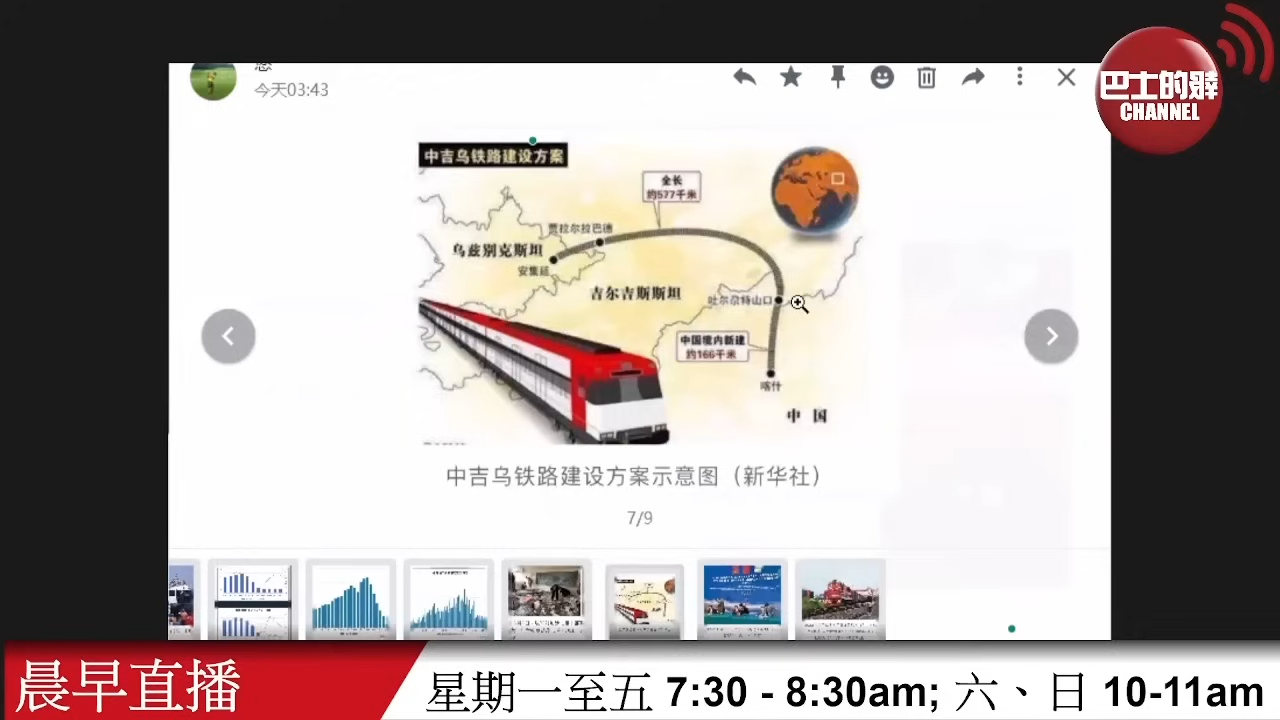 今天03:43
巴士的報
CHANNEL
中吉乌铁路建设方案
全长
约577千米
贾拉尔拉巴德
乌兹别克斯坦
安集延
吉尔吉斯斯坦
吐尔尕特山口
中国境内新建
约166千米
喀什
中 国
中吉乌铁路建设方案示意图（新华社）
7/9
晨早直播
星期一至五 7:30 - 8:30am; 六、日 10-11am